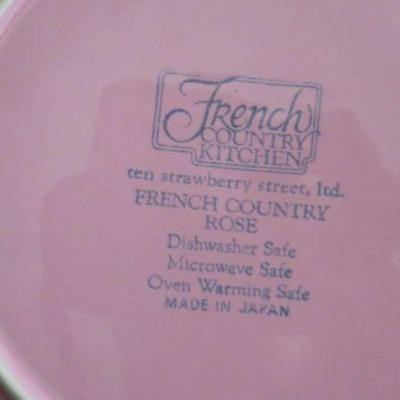 French
COUNTRY
KITCHEN
ten strawberry street, ltd.
FRENCH COUNTRY
ROSE
Dishwasher Safe
Microwave Safe
Oven Warming Safe
MADE IN JAPAN